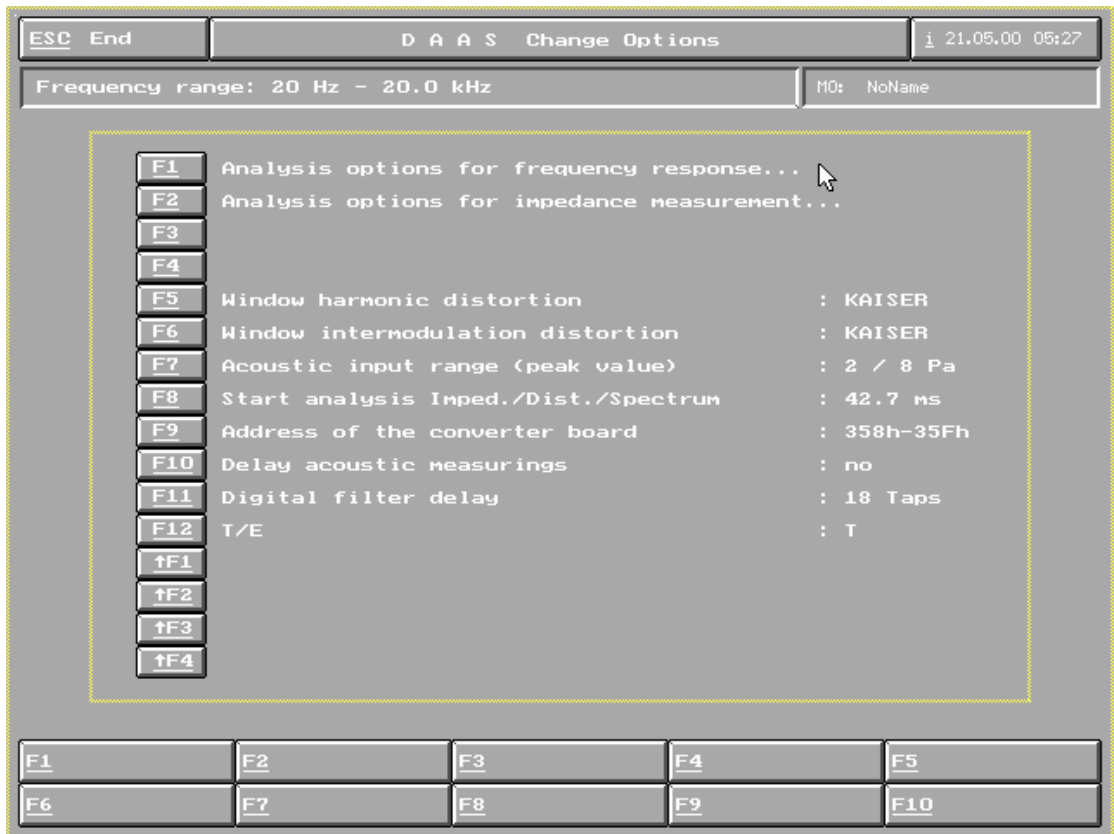 ESC End
D A A S Change Options
i 21.05.00 05:27
Frequency range: 20 Hz - 20.0 kHz
MO: NoName
F1 Analysis options for frequency response...
F2 Analysis options for impedance measurement...
F3
F4
F5 Window harmonic distortion : KAISER
F6 Window intermodulation distortion : KAISER
F7 Acoustic input range (peak value) : 2 / 8 Pa
F8 Start analysis Imped./Dist./Spectrum : 42.7 ms
F9 Address of the converter board : 358h-35Fh
F10 Delay acoustic measurings : no
F11 Digital filter delay : 18 Taps
F12 T/E : T
↑F1
↑F2
↑F3
↑F4
F1 F2 F3 F4 F5
F6 F7 F8 F9 F10